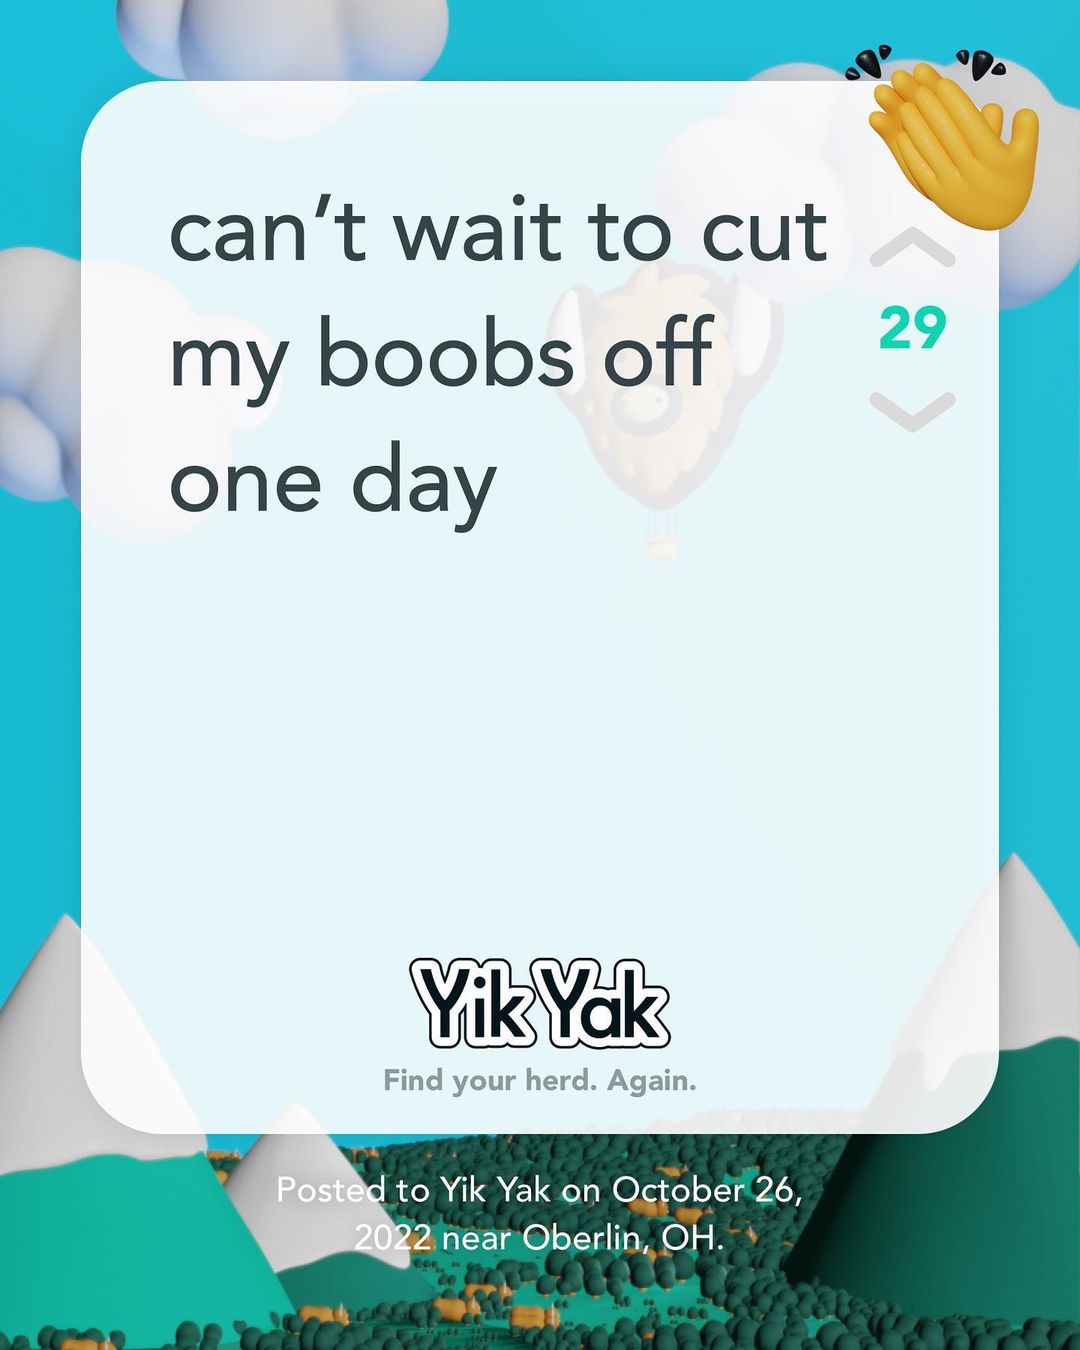 can’t wait to cut
my boobs off
one day
29
Yik Yak
Find your herd. Again.
Posted to Yik Yak on October 26,
2022 near Oberlin, OH.